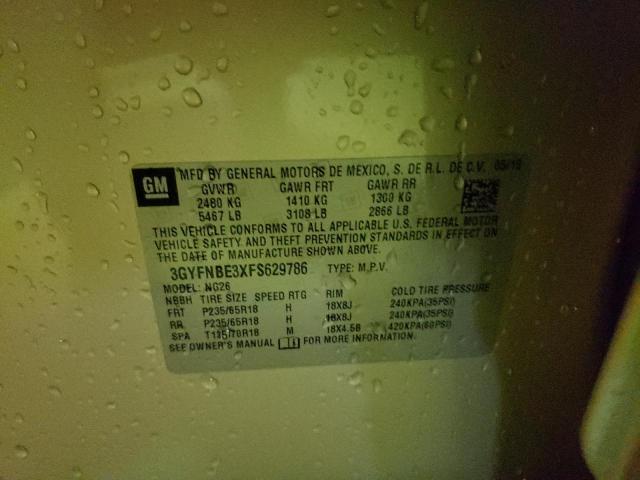 GM
MFD BY GENERAL MOTORS DE MEXICO, S. DE R.L. DE C.V. 05/15
GVWR GAWR FRT GAWR RR
2480 KG 1410 KG 1300 KG
5467 LB 3108 LB 2866 LB
THIS VEHICLE CONFORMS TO ALL APPLICABLE U.S. FEDERAL MOTOR
VEHICLE SAFETY AND THEFT PREVENTION STANDARDS IN EFFECT ON
THE DATE OF MANUFACTURE SHOWN ABOVE.
3GYFNBE3XFS629786 TYPE: M.P.V.
MODEL: NG26
NBBH TIRE SIZE SPEED RTG RIM COLD TIRE PRESSURE
FRT P235/65R18 H 18X8J 240KPA(35PSI)
RR P235/65R18 H 18X8J 240KPA(35PSI)
SPA T135/70R18 M 18X4.5B 420KPA(60PSI)
SEE OWNER'S MANUAL FOR MORE INFORMATION.